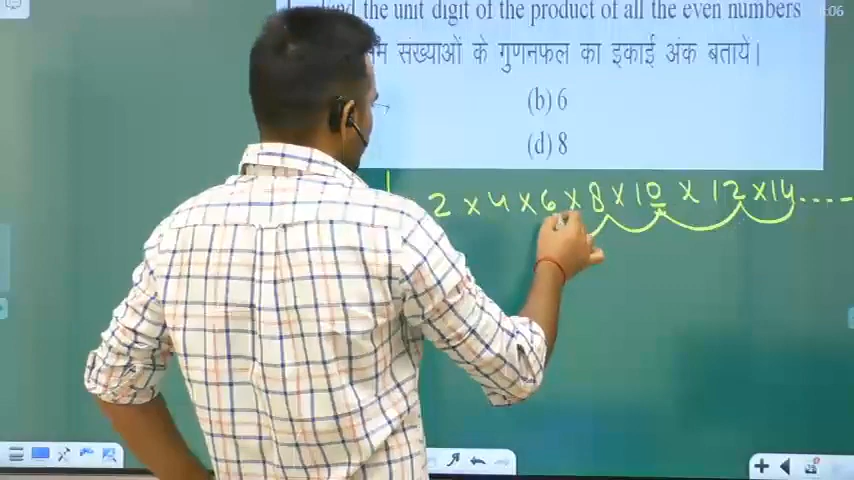 find the unit digit of the product of all the even numbers
संख्याओं के गुणनफल का इकाई अंक बतायें।
(b) 6
(d) 8
2 × 4 × 6 × 8 × 10 × 12 × 14 ....